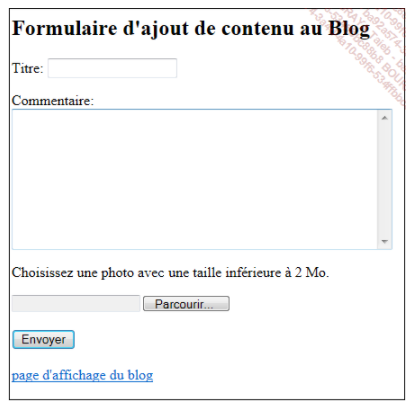 Formulaire d'ajout de contenu au Blog
Titre:
Commentaire:
Choisissez une photo avec une taille inférieure à 2 Mo.
Parcourir...
Envoyer
page d'affichage du blog